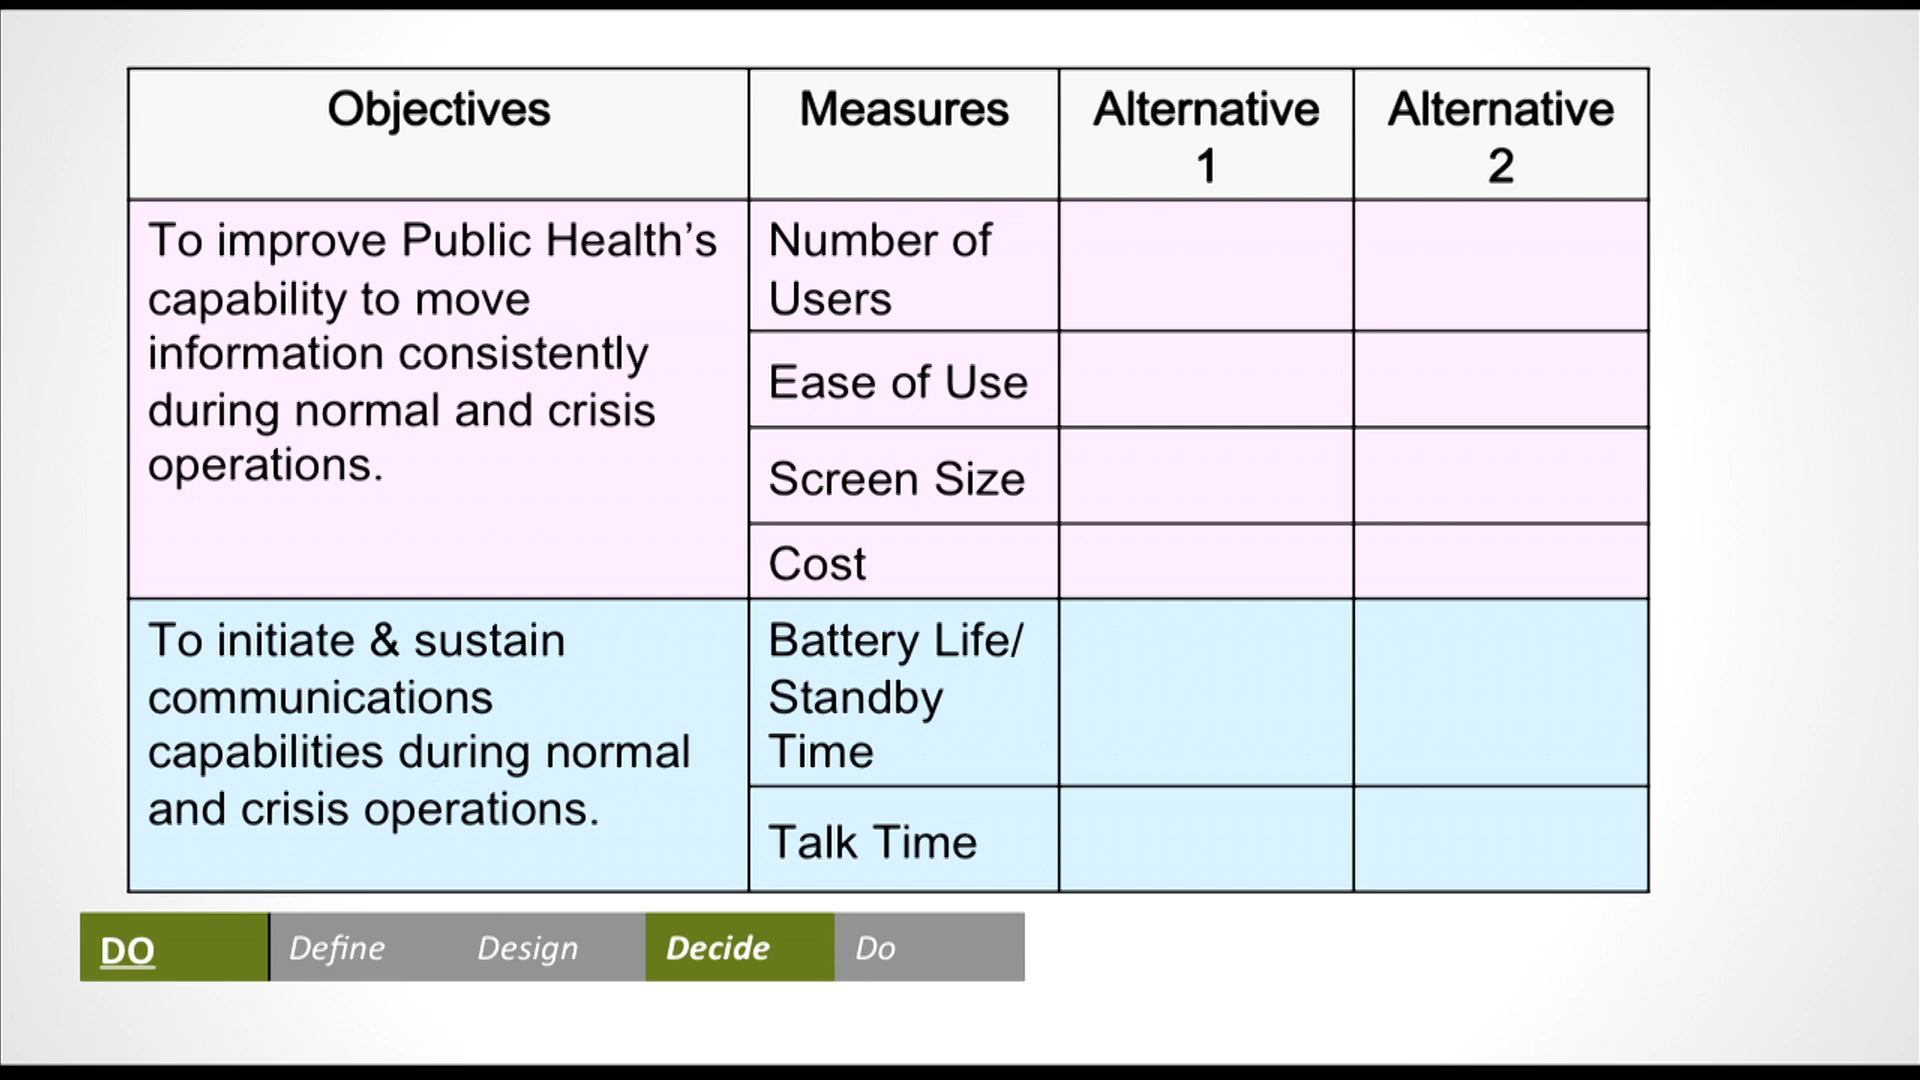 Objectives
Measures
Alternative
1
Alternative
2
To improve Public Health’s
capability to move
information consistently
during normal and crisis
operations.
Number of
Users
Ease of Use
Screen Size
Cost
To initiate & sustain
communications
capabilities during normal
and crisis operations.
Battery Life/
Standby
Time
Talk Time
DO
Define
Design
Decide
Do